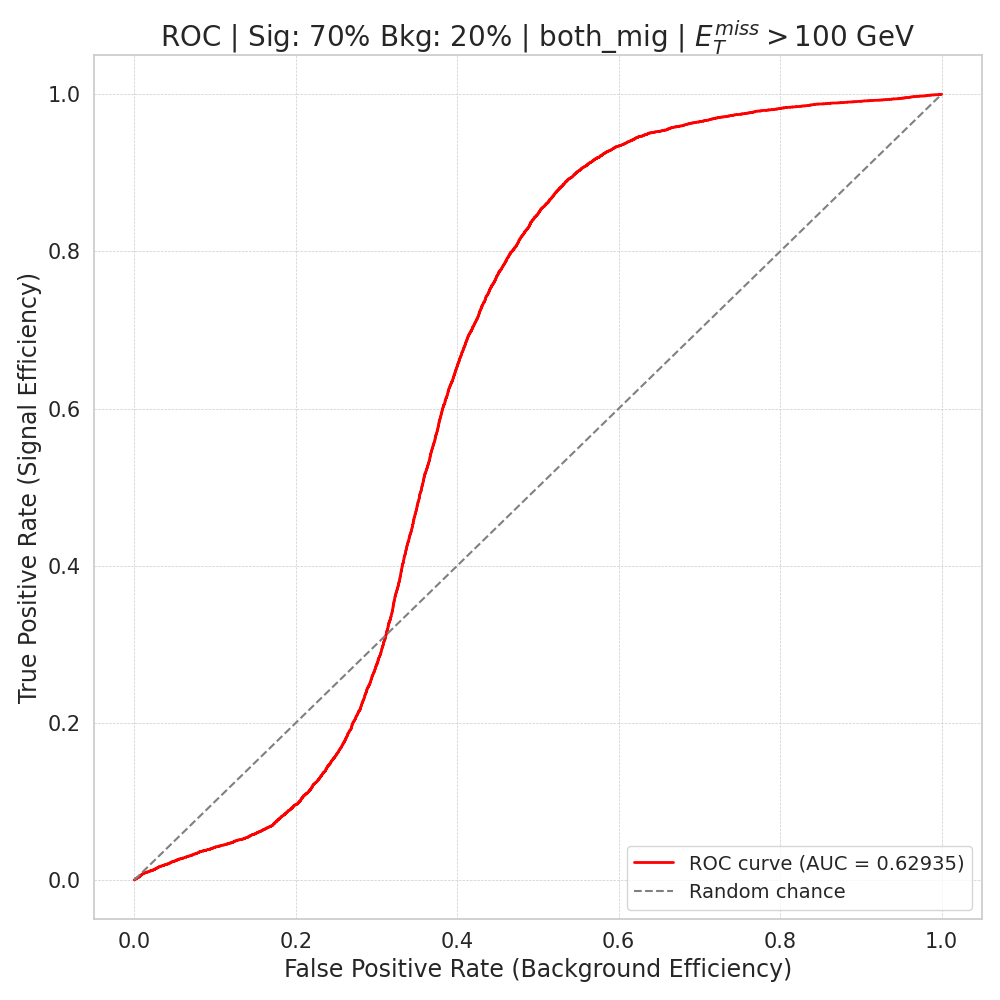 ROC | Sig: 70% Bkg: 20% | both_mig | $E_T^{miss}$ > 100 GeV
True Positive Rate (Signal Efficiency)
1.0
0.8
0.6
0.4
0.2
0.0
ROC curve (AUC = 0.62935)
Random chance
0.0 0.2 0.4 0.6 0.8 1.0
False Positive Rate (Background Efficiency)